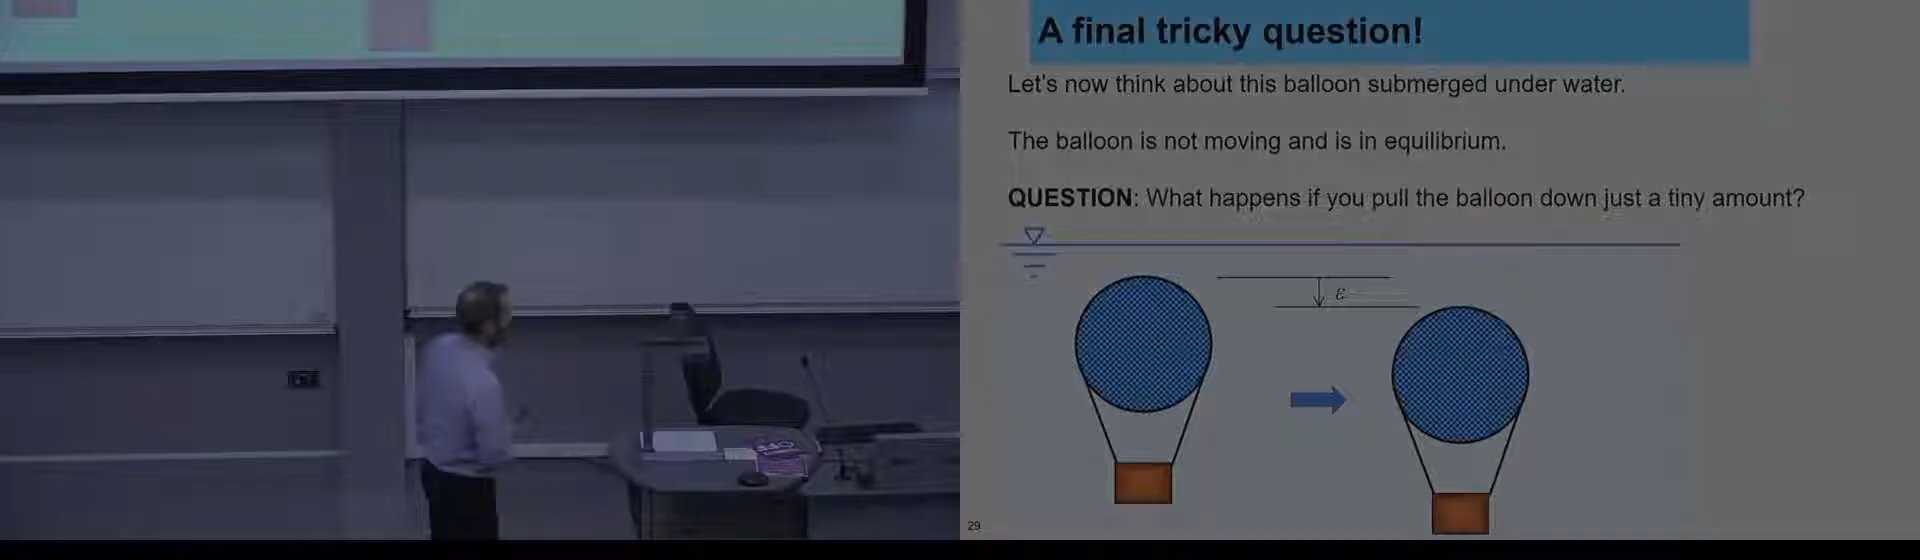 A final tricky question!
Let's now think about this balloon submerged under water.
The balloon is not moving and is in equilibrium.
QUESTION: What happens if you pull the balloon down just a tiny amount?
ε
29